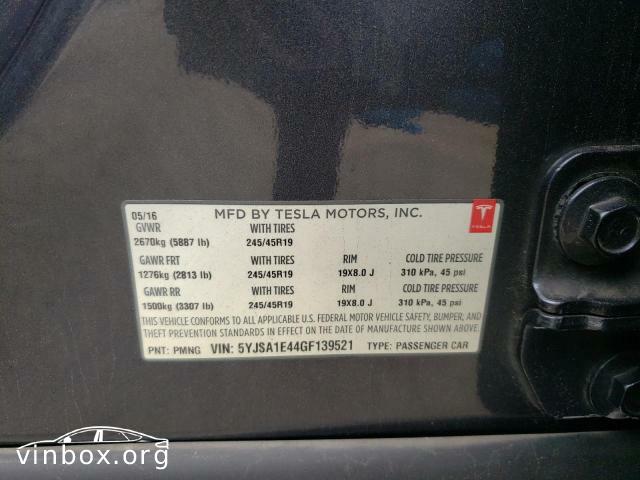 05/16 MFD BY TESLA MOTORS, INC.
TESLA
GVWR WITH TIRES
2670kg (5887 lb) 245/45R19
GAWR FRT WITH TIRES RIM COLD TIRE PRESSURE
1276kg (2813 lb) 245/45R19 19X8.0 J 310 kPa, 45 psi
GAWR RR WITH TIRES RIM COLD TIRE PRESSURE
1500kg (3307 lb) 245/45R19 19X8.0 J 310 kPa, 45 psi
THIS VEHICLE CONFORMS TO ALL APPLICABLE U.S. FEDERAL MOTOR VEHICLE SAFETY, BUMPER,
AND THEFT PREVENTION STANDARDS IN EFFECT ON THE DATE OF MANUFACTURE SHOWN ABOVE.
PNT: PMNG VIN: 5YJSA1E44GF139521 TYPE: PASSENGER CAR
vinbox.org